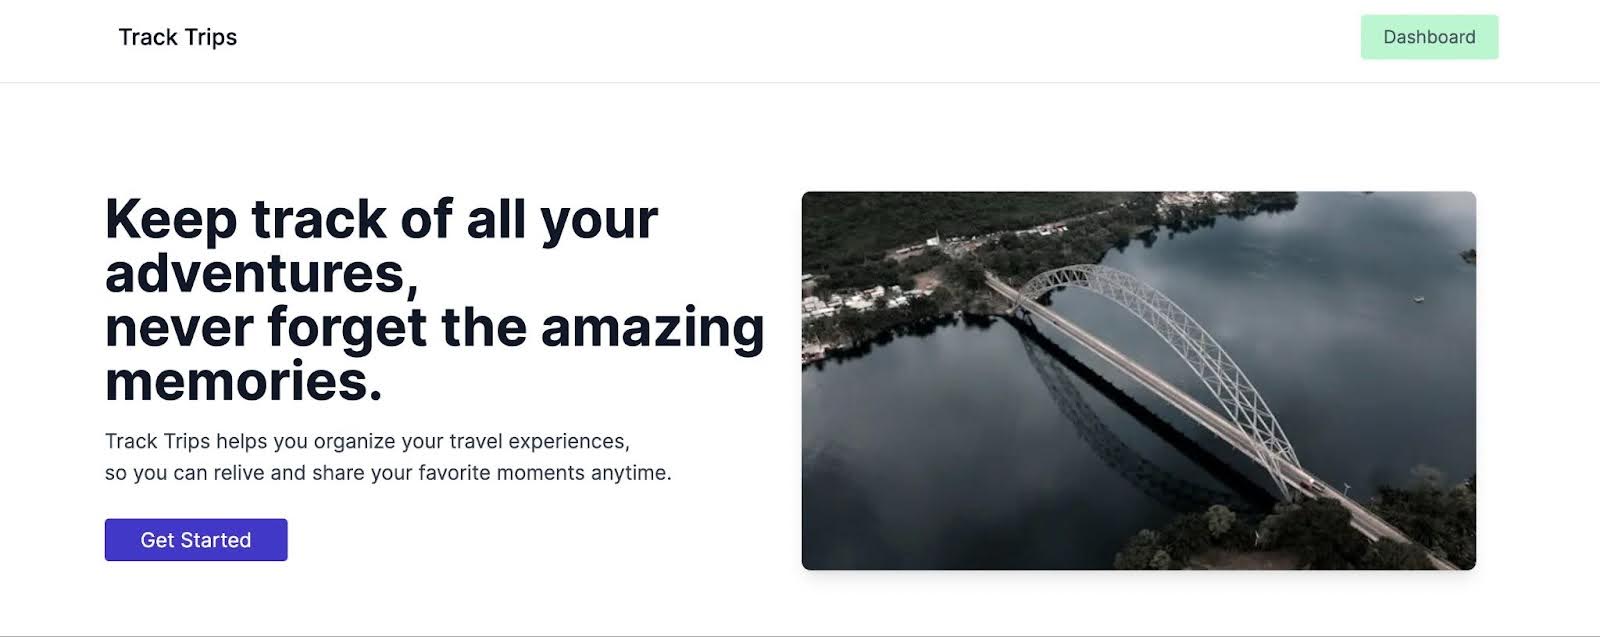 Track Trips
Dashboard
Keep track of all your
adventures,
never forget the amazing
memories.
Track Trips helps you organize your travel experiences,
so you can relive and share your favorite moments anytime.
Get Started